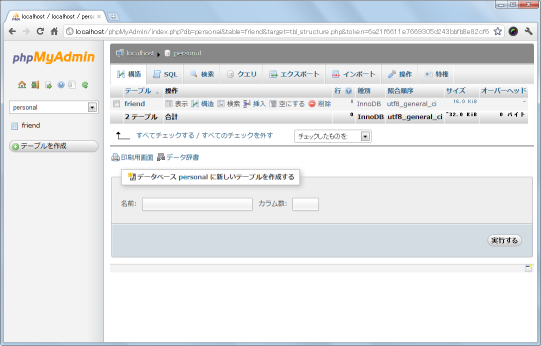 localhost / localhost / perso
localhost/phpMyAdmin/index.php?db=personal&table=friend&target=tbl_structure.php&token=6a21f6611e7669305d243bbfb8e82cf6
phpMyAdmin
localhost personal
構造 SQL 検索 クエリ エクスポート インポート 操作 特権
personal
friend
テーブルを作成
テーブル 操作 行 種別 照合順序 サイズ オーバーヘッド
friend 表示 構造 検索 挿入 空にする 削除 InnoDB utf8_general_ci 16.0 KiB -
2 テーブル 合計 InnoDB utf8_general_ci 32.0 KiB 0 バイト
すべてチェックする / すべてのチェックを外す チェックしたものを:
印刷用画面 データ辞書
データベース personal に新しいテーブルを作成する
名前: カラム数:
実行する